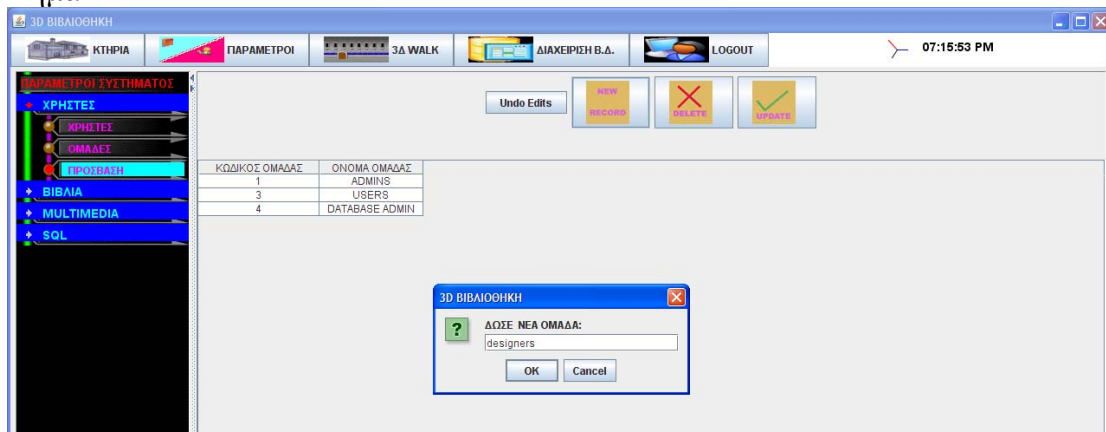 3D ΒΙΒΛΙΟΘΗΚΗ
ΚΤΗΡΙΑ ΠΑΡΑΜΕΤΡΟΙ 3Δ WALK ΔΙΑΧΕΙΡΙΣΗ Β.Δ. LOGOUT 07:15:53 PM
ΠΑΡΑΜΕΤΡΟΙ ΣΥΣΤΗΜΑΤΟΣ
ΧΡΗΣΤΕΣ
ΧΡΗΣΤΕΣ
ΟΜΑΔΕΣ
ΠΡΟΣΒΑΣΗ
ΒΙΒΛΙΑ
MULTIMEDIA
SQL
Undo Edits
NEW
RECORD
DELETE
UPDATE
ΚΩΔΙΚΟΣ ΟΜΑΔΑΣ ΟΝΟΜΑ ΟΜΑΔΑΣ
1 ADMINS
3 USERS
4 DATABASE ADMIN
3D ΒΙΒΛΙΟΘΗΚΗ
ΔΩΣΕ ΝΕΑ ΟΜΑΔΑ:
designers
OK Cancel